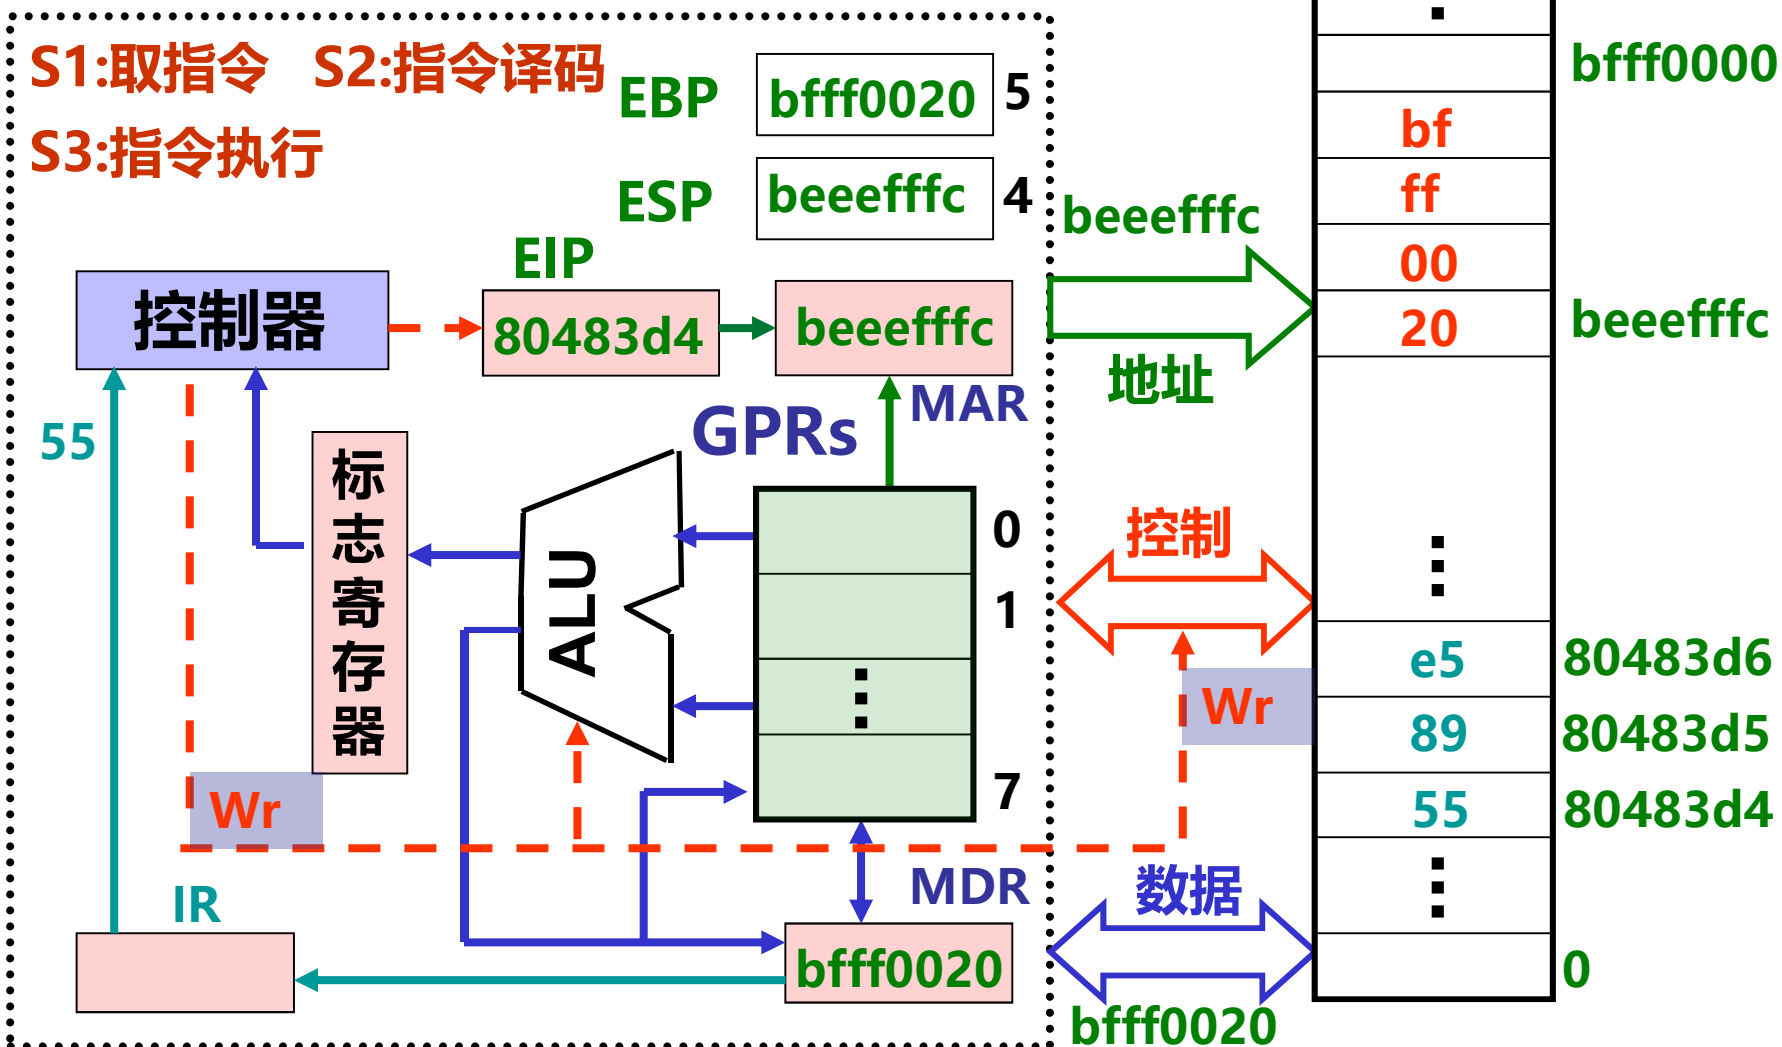 S1:取指令 S2:指令译码
S3:指令执行
EBP
bfff0020
5
ESP
beeefffc
4
EIP
控制器
80483d4
beeefffc
MAR
GPRs
55
标志寄存器
ALU
0
1
7
Wr
IR
MDR
bfff0020
beeefffc
地址
控制
Wr
数据
bfff0020
bfff0000
bf
ff
00
20
beeefffc
e5
80483d6
89
80483d5
55
80483d4
0